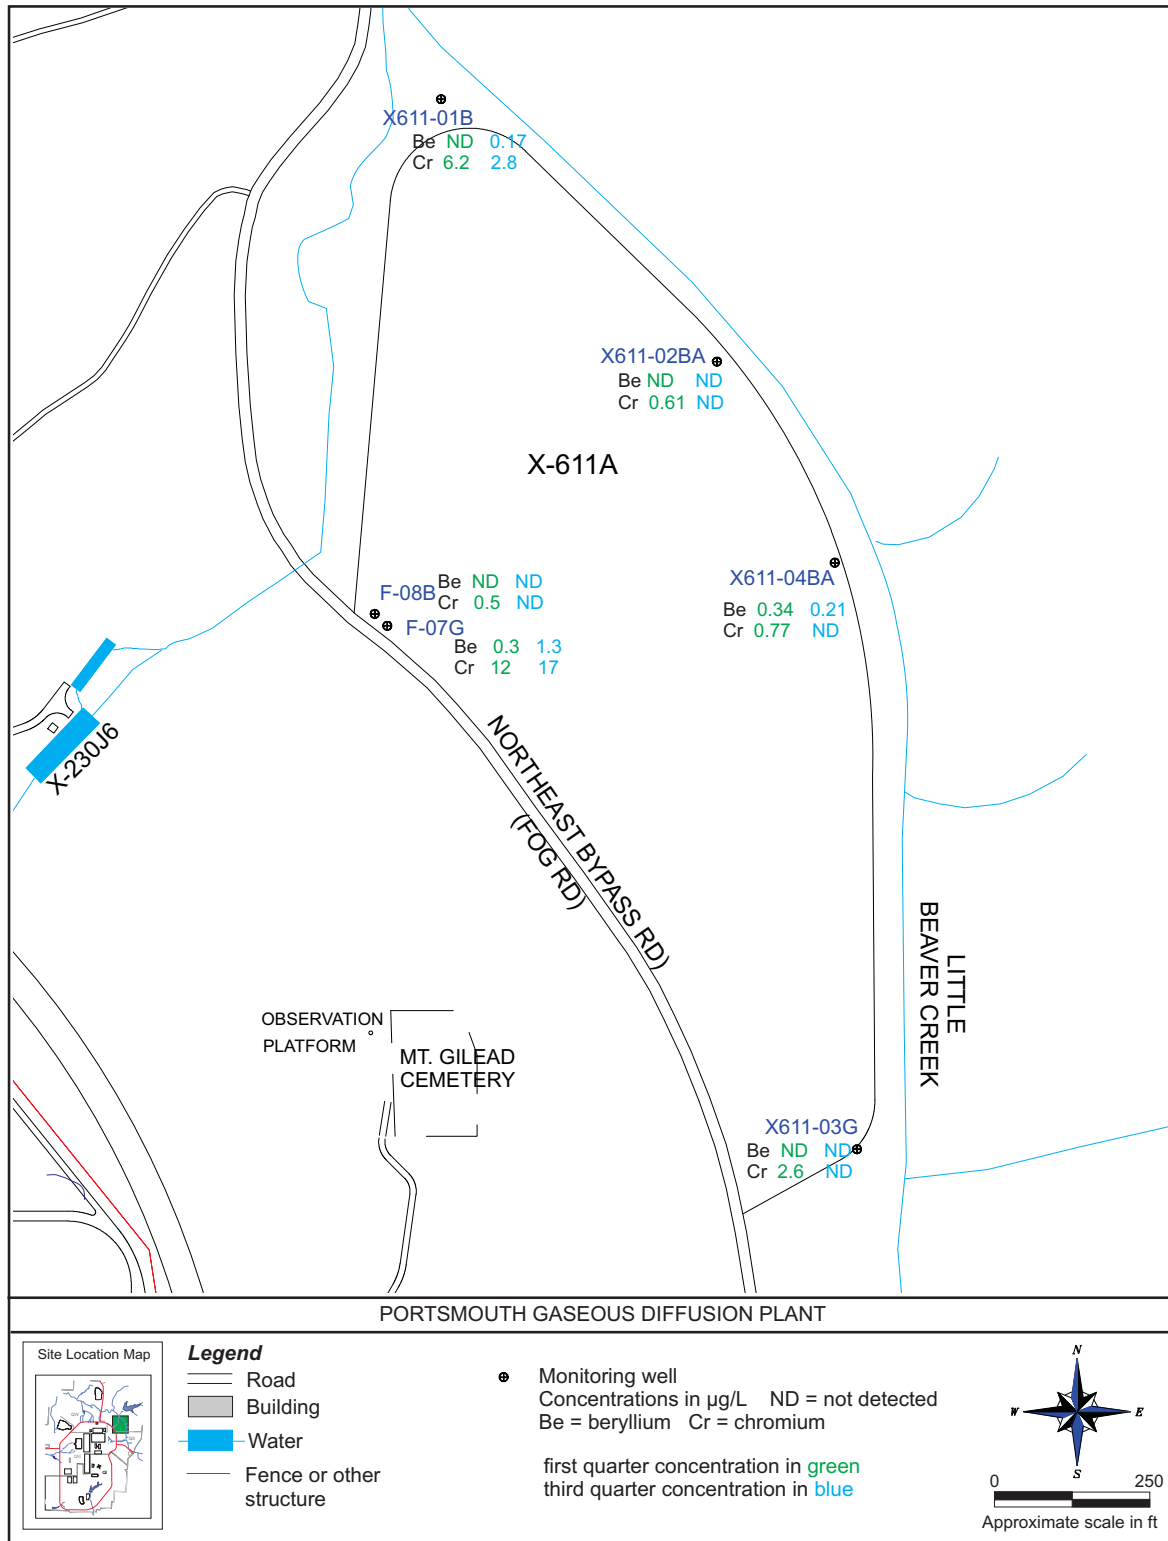 X611-01B
Be ND 0.17
Cr 6.2 2.8
X611-02BA
Be ND ND
Cr 0.61 ND
X-611A
X611-04BA
Be 0.34 0.21
Cr 0.77 ND
F-08B
Be ND ND
Cr 0.5 ND
F-07G
Be 0.3 1.3
Cr 12 17
X-230J6
NORTHEAST BYPASS RD)
(FOG RD)
LITTLE
BEAVER CREEK
OBSERVATION
PLATFORM
MT. GILEAD
CEMETERY
X611-03G
Be ND ND
Cr 2.6 ND
PORTSMOUTH GASEOUS DIFFUSION PLANT
Site Location Map
Legend
Road
Building
Water
Fence or other
structure
Monitoring well
Concentrations in µg/L ND = not detected
Be = beryllium Cr = chromium
first quarter concentration in green
third quarter concentration in blue
N
W
E
S
0 250
Approximate scale in ft